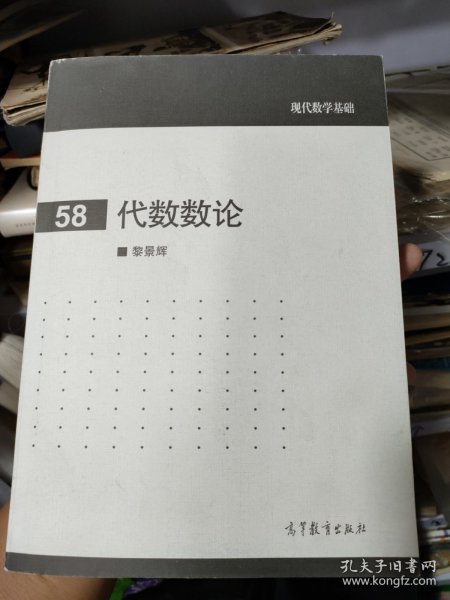 现代数学基础
58 代数数论
■ 黎景辉
高等教育出版社
孔夫子旧书网
www.kongfz.com